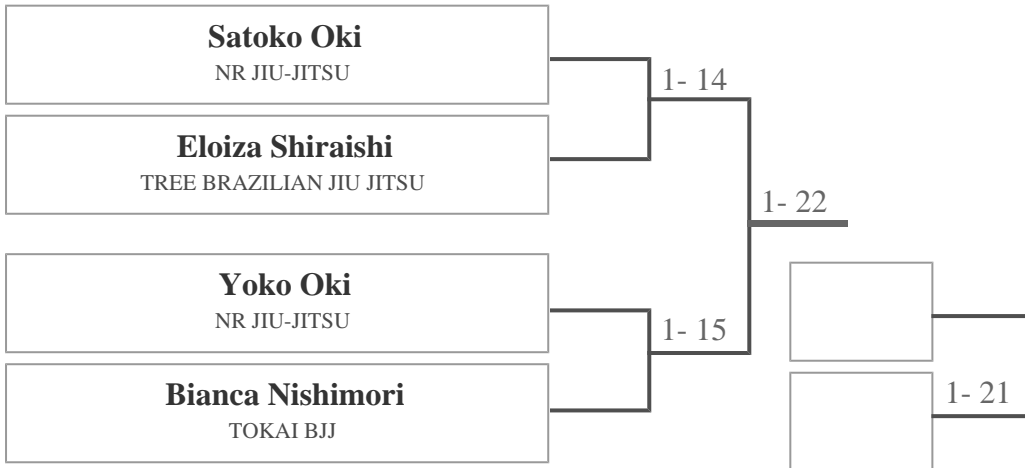 Satoko Oki
NR JIU-JITSU
1- 14
Eloiza Shiraishi
TREE BRAZILIAN JIU JITSU
1- 22
Yoko Oki
NR JIU-JITSU
1- 15
Bianca Nishimori
TOKAI BJJ
1- 21